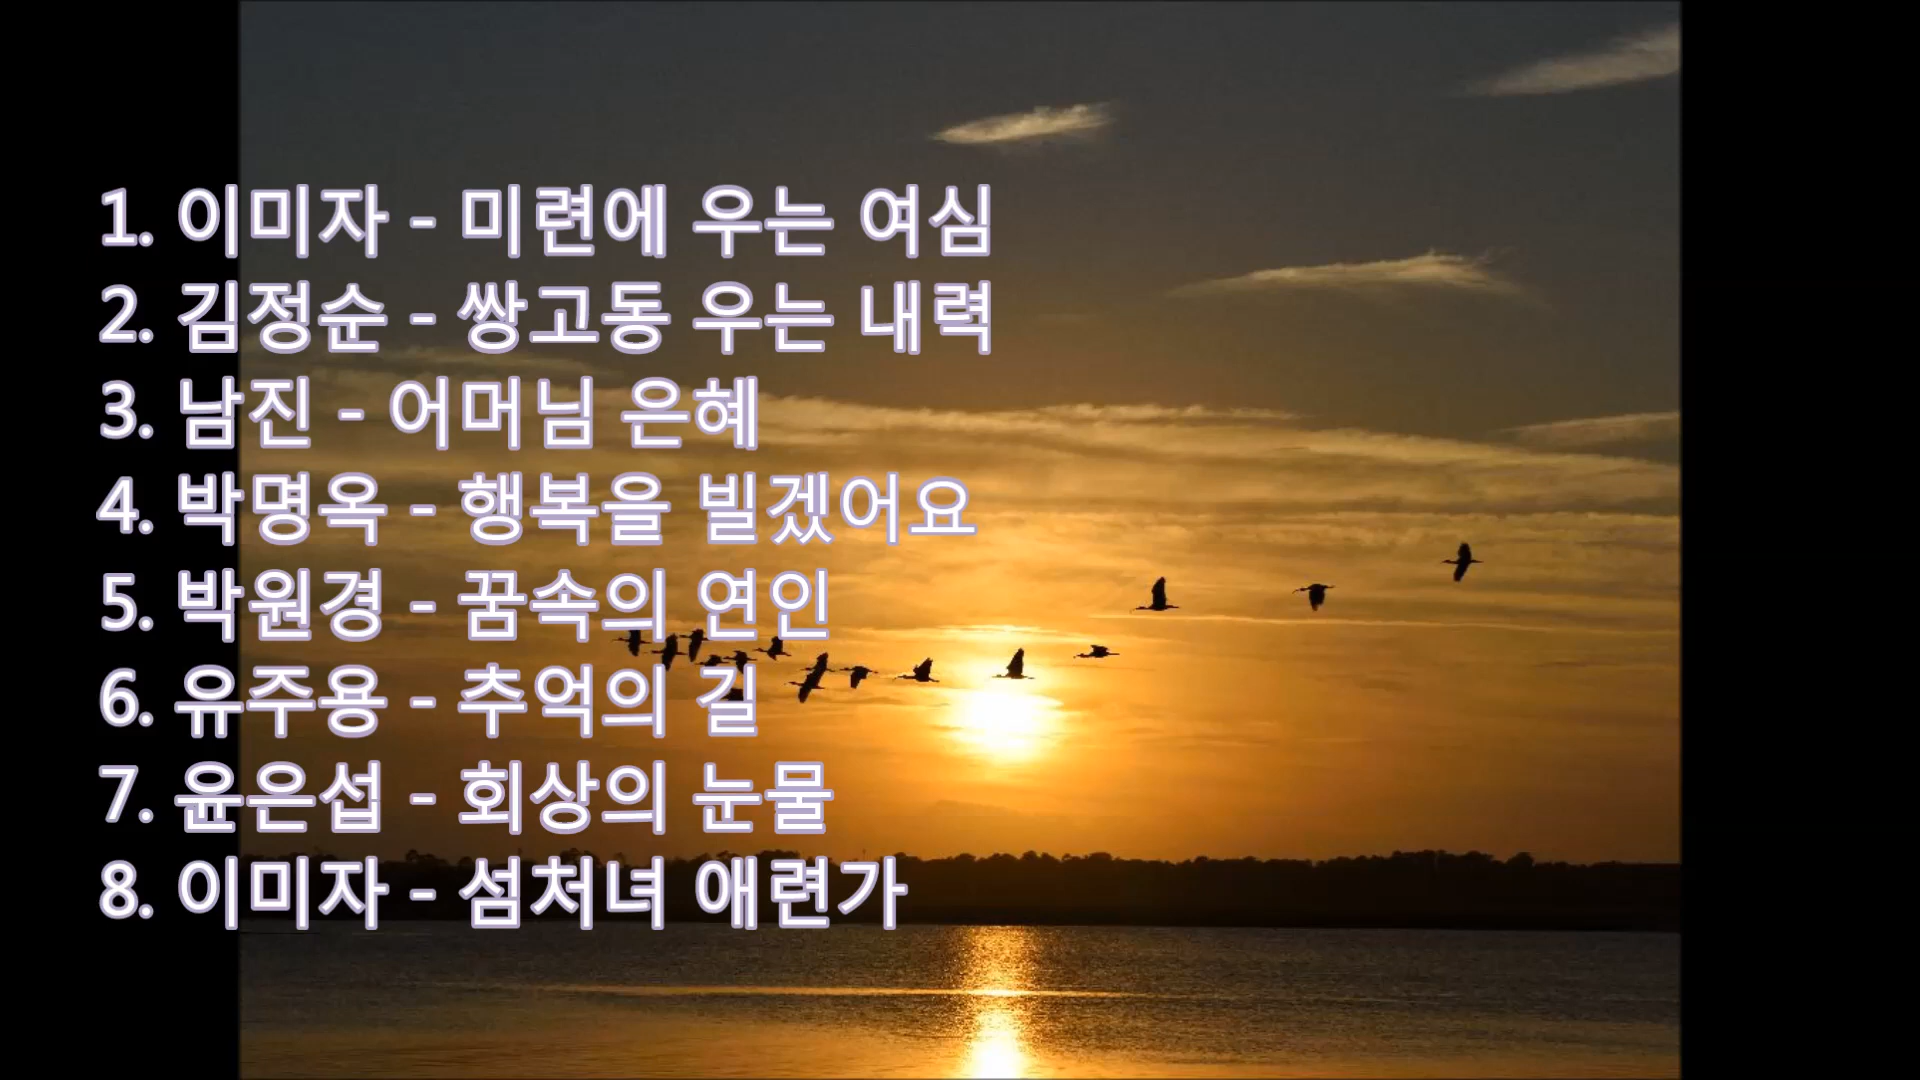 1. 이미자 - 미련에 우는 여심
2. 김정순 - 쌍고동 우는 내력
3. 남진 - 어머님 은혜
4. 박명옥 - 행복을 빌겠어요
5. 박원경 - 꿈속의 연인
6. 유주용 - 추억의 길
7. 윤은섭 - 회상의 눈물
8. 이미자 - 섬처녀 애련가